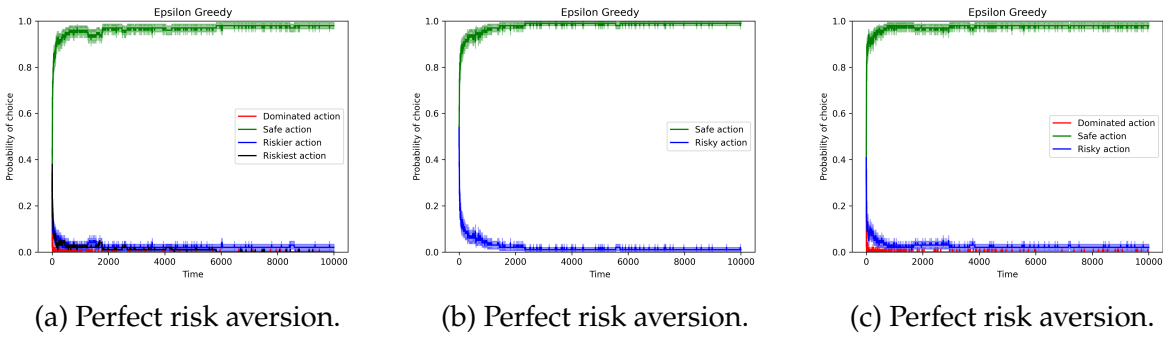 Epsilon Greedy
Probability of choice
1.0
0.8
0.6
0.4
0.2
0.0
Dominated action
Safe action
Riskier action
Riskiest action
0 2000 4000 6000 8000 10000
Time
(a) Perfect risk aversion.
Epsilon Greedy
Probability of choice
1.0
0.8
0.6
0.4
0.2
0.0
Safe action
Risky action
0 2000 4000 6000 8000 10000
Time
(b) Perfect risk aversion.
Epsilon Greedy
Probability of choice
1.0
0.8
0.6
0.4
0.2
0.0
Dominated action
Safe action
Risky action
0 2000 4000 6000 8000 10000
Time
(c) Perfect risk aversion.